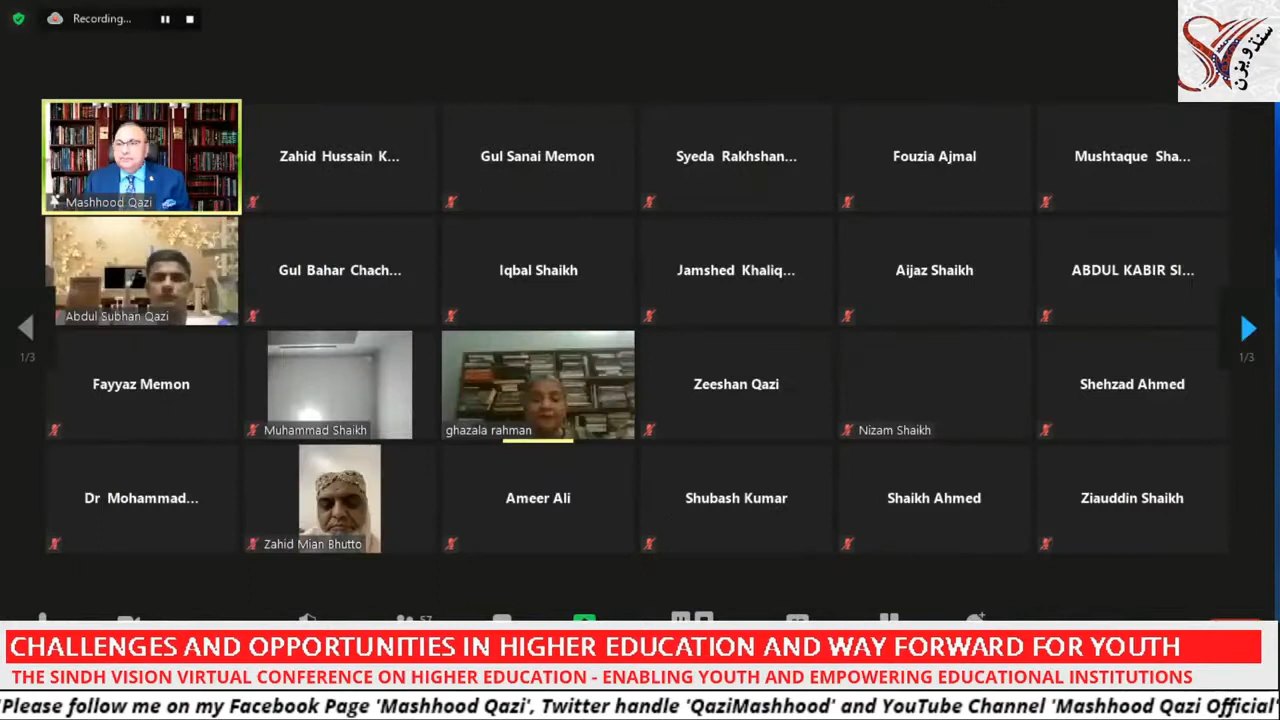 Recording...
سنڌ ويزن
Mashhood Qazi
Zahid Hussain K...
Gul Sanai Memon
Syeda Rakhshan...
Fouzia Ajmal
Mushtaque Sha...
Abdul Subhan Qazi
Gul Bahar Chach...
Iqbal Shaikh
Jamshed Khaliq...
Aijaz Shaikh
ABDUL KABIR SI...
1/3
1/3
Fayyaz Memon
Muhammad Shaikh
ghazala rahman
Zeeshan Qazi
Nizam Shaikh
Shehzad Ahmed
Dr Mohammad...
Zahid Mian Bhutto
Ameer Ali
Shubash Kumar
Shaikh Ahmed
Ziauddin Shaikh
57
CHALLENGES AND OPPORTUNITIES IN HIGHER EDUCATION AND WAY FORWARD FOR YOUTH
THE SINDH VISION VIRTUAL CONFERENCE ON HIGHER EDUCATION - ENABLING YOUTH AND EMPOWERING EDUCATIONAL INSTITUTIONS
'Please follow me on my Facebook Page 'Mashhood Qazi', Twitter handle 'QaziMashhood' and YouTube Channel 'Mashhood Qazi Official